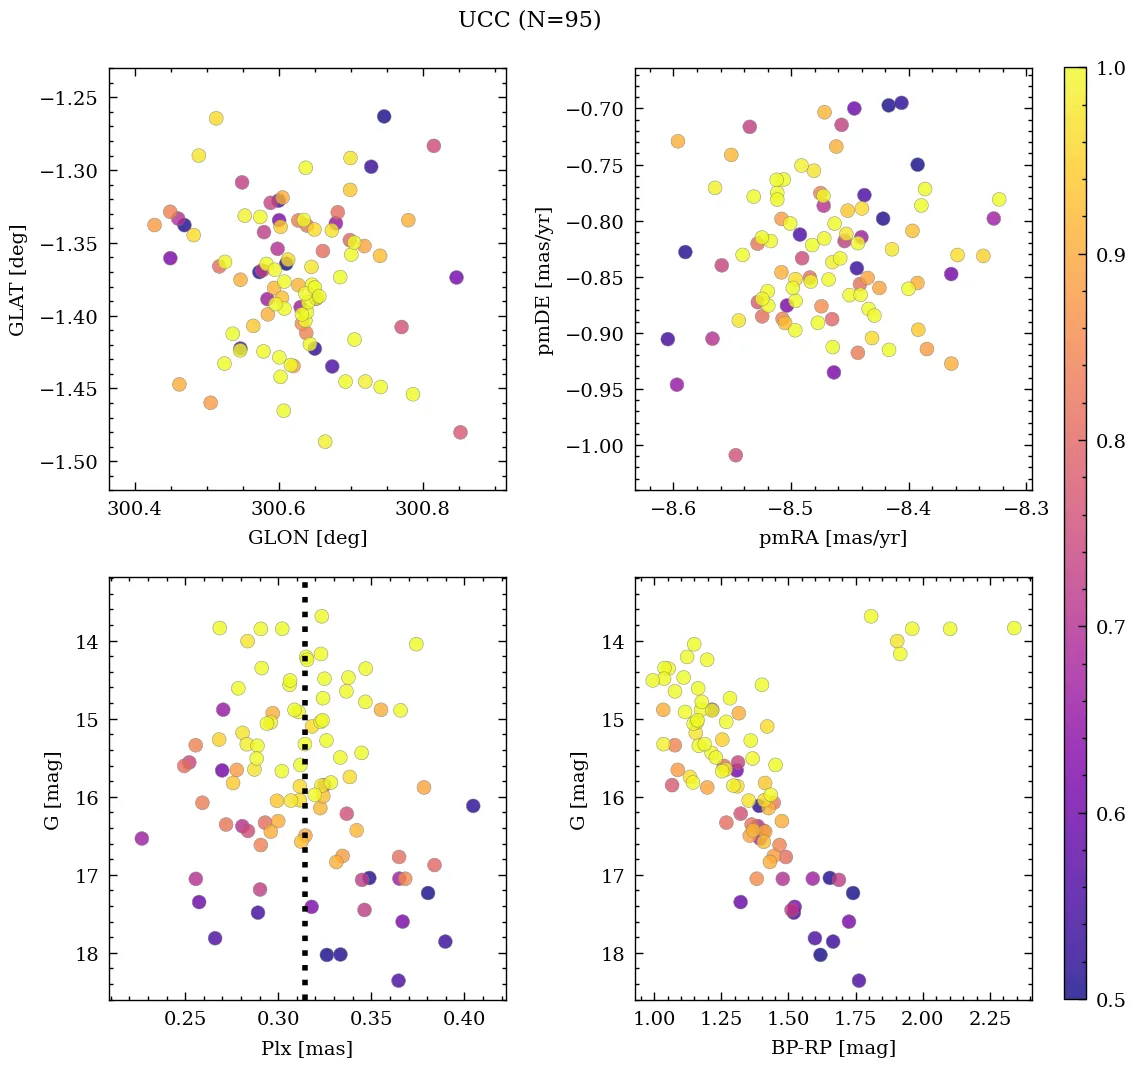 UCC (N=95)
−1.25
−1.30
−1.35
−1.40
−1.45
−1.50
GLAT [deg]
300.4 300.6 300.8
GLON [deg]
−0.70
−0.75
−0.80
−0.85
−0.90
−0.95
−1.00
pmDE [mas/yr]
−8.6 −8.5 −8.4 −8.3
pmRA [mas/yr]
14
15
16
17
18
G [mag]
0.25 0.30 0.35 0.40
Plx [mas]
14
15
16
17
18
G [mag]
1.00 1.25 1.50 1.75 2.00 2.25
BP-RP [mag]
1.0
0.9
0.8
0.7
0.6
0.5